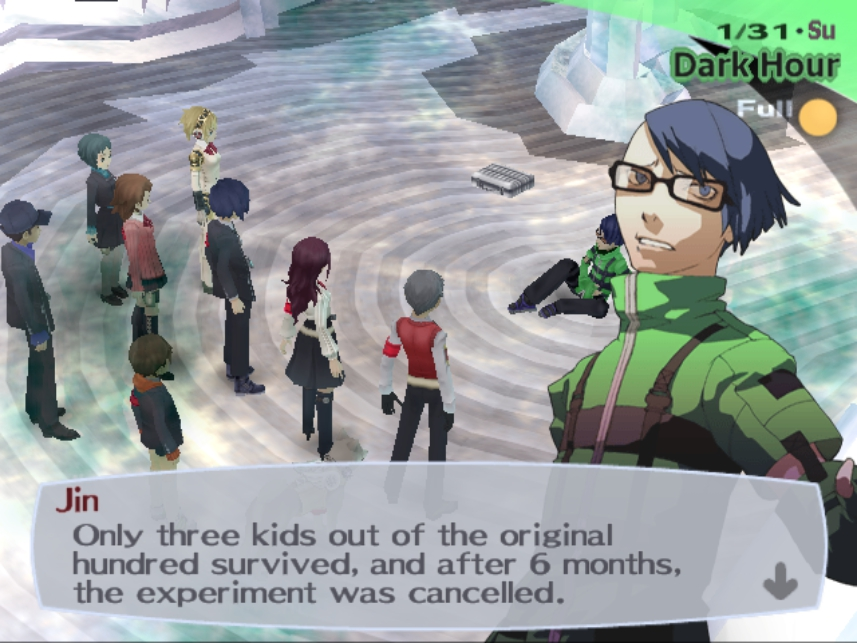 1/31・Su
Dark Hour
Full
Jin
Only three kids out of the original
hundred survived, and after 6 months,
the experiment was cancelled.